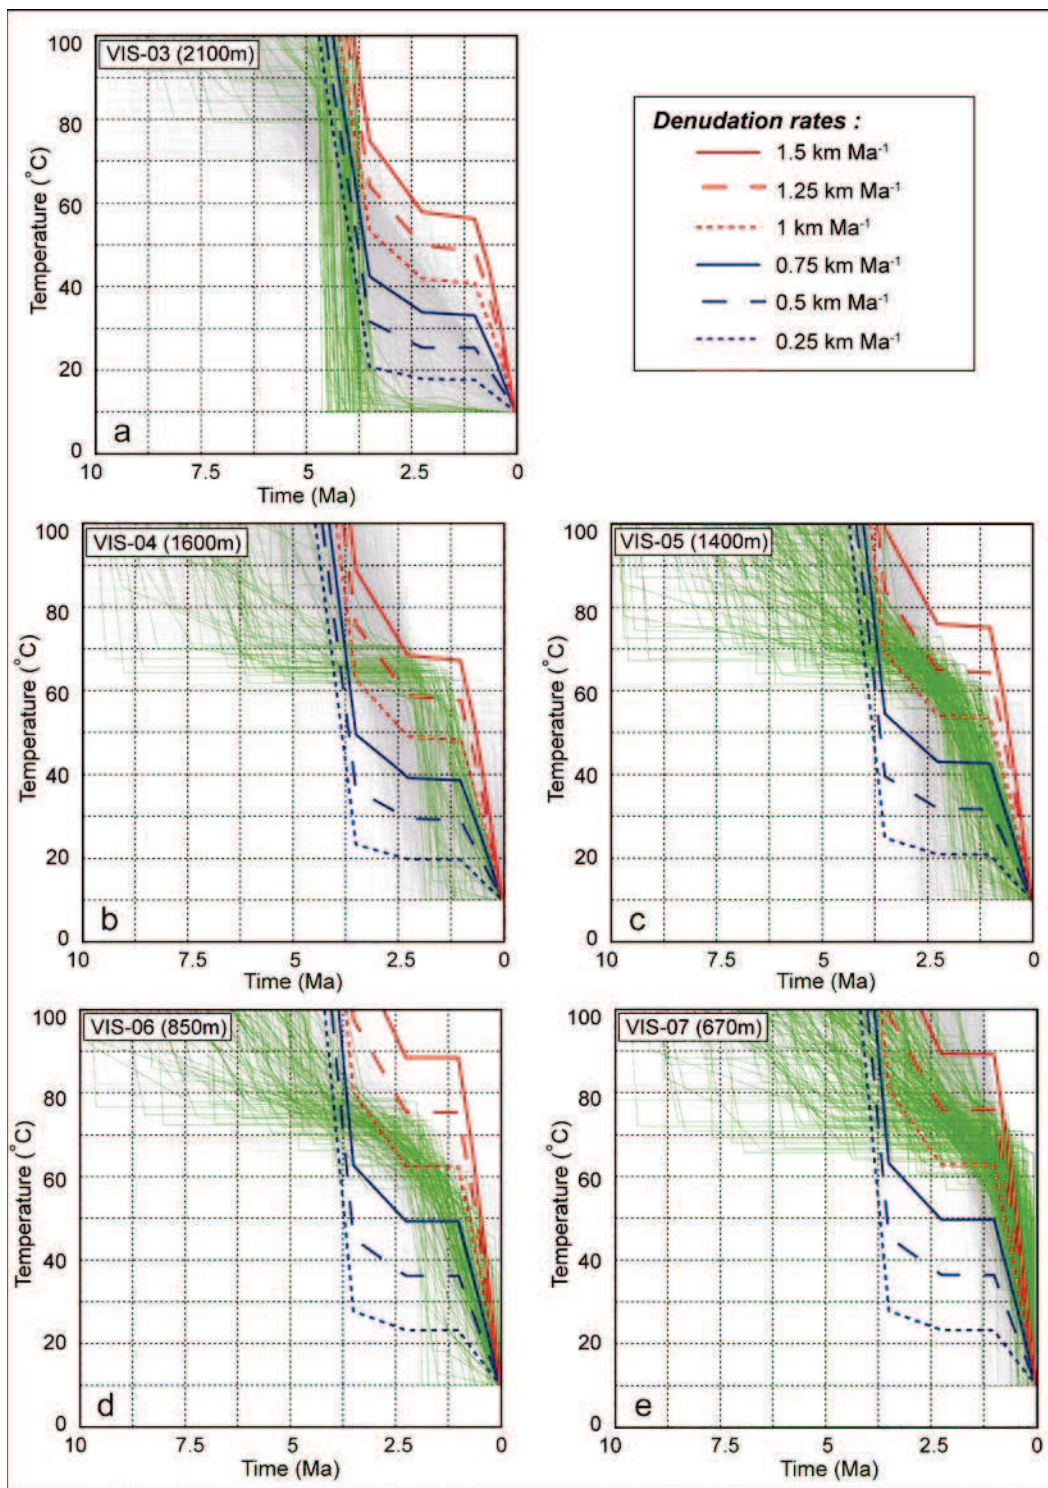 VIS-03 (2100m)
100
80
60
40
20
0
Temperature (°C)
a
10
7.5
5
2.5
0
Time (Ma)
Denudation rates :
1.5 km Ma⁻¹
1.25 km Ma⁻¹
1 km Ma⁻¹
0.75 km Ma⁻¹
0.5 km Ma⁻¹
0.25 km Ma⁻¹
VIS-04 (1600m)
100
80
60
40
20
0
Temperature (°C)
b
10
7.5
5
2.5
0
Time (Ma)
VIS-05 (1400m)
100
80
60
40
20
0
Temperature (°C)
c
10
7.5
5
2.5
0
Time (Ma)
VIS-06 (850m)
100
80
60
40
20
0
Temperature (°C)
d
10
7.5
5
2.5
0
Time (Ma)
VIS-07 (670m)
100
80
60
40
20
0
Temperature (°C)
e
10
7.5
5
2.5
0
Time (Ma)